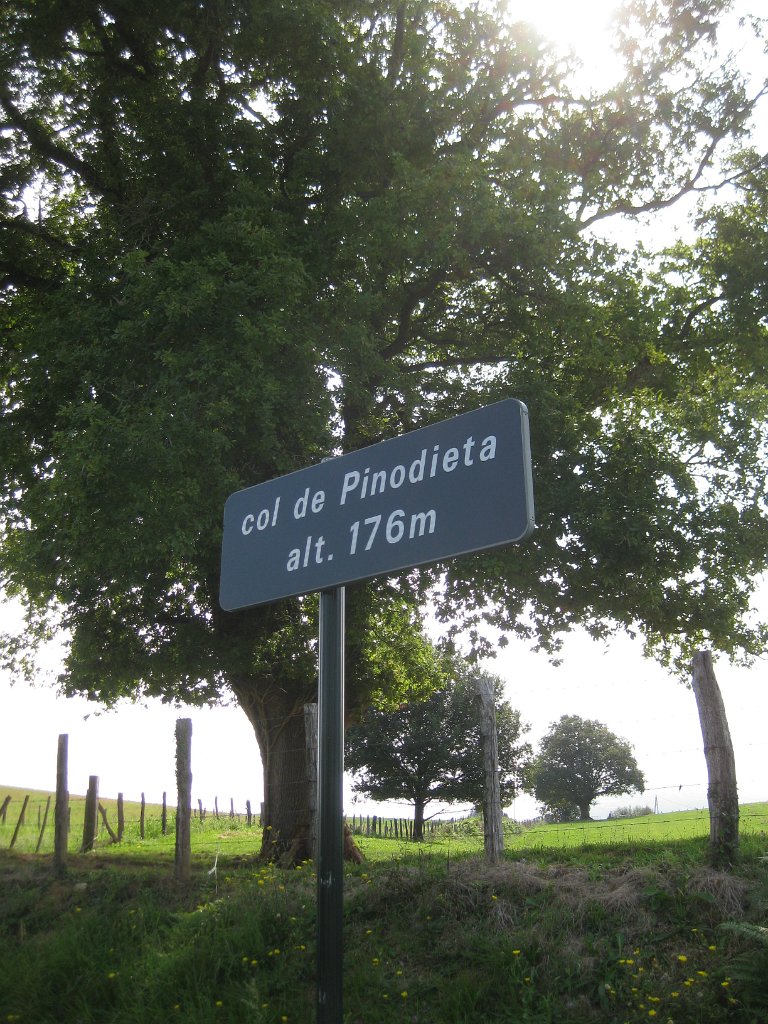 col de Pinodieta
alt. 176m